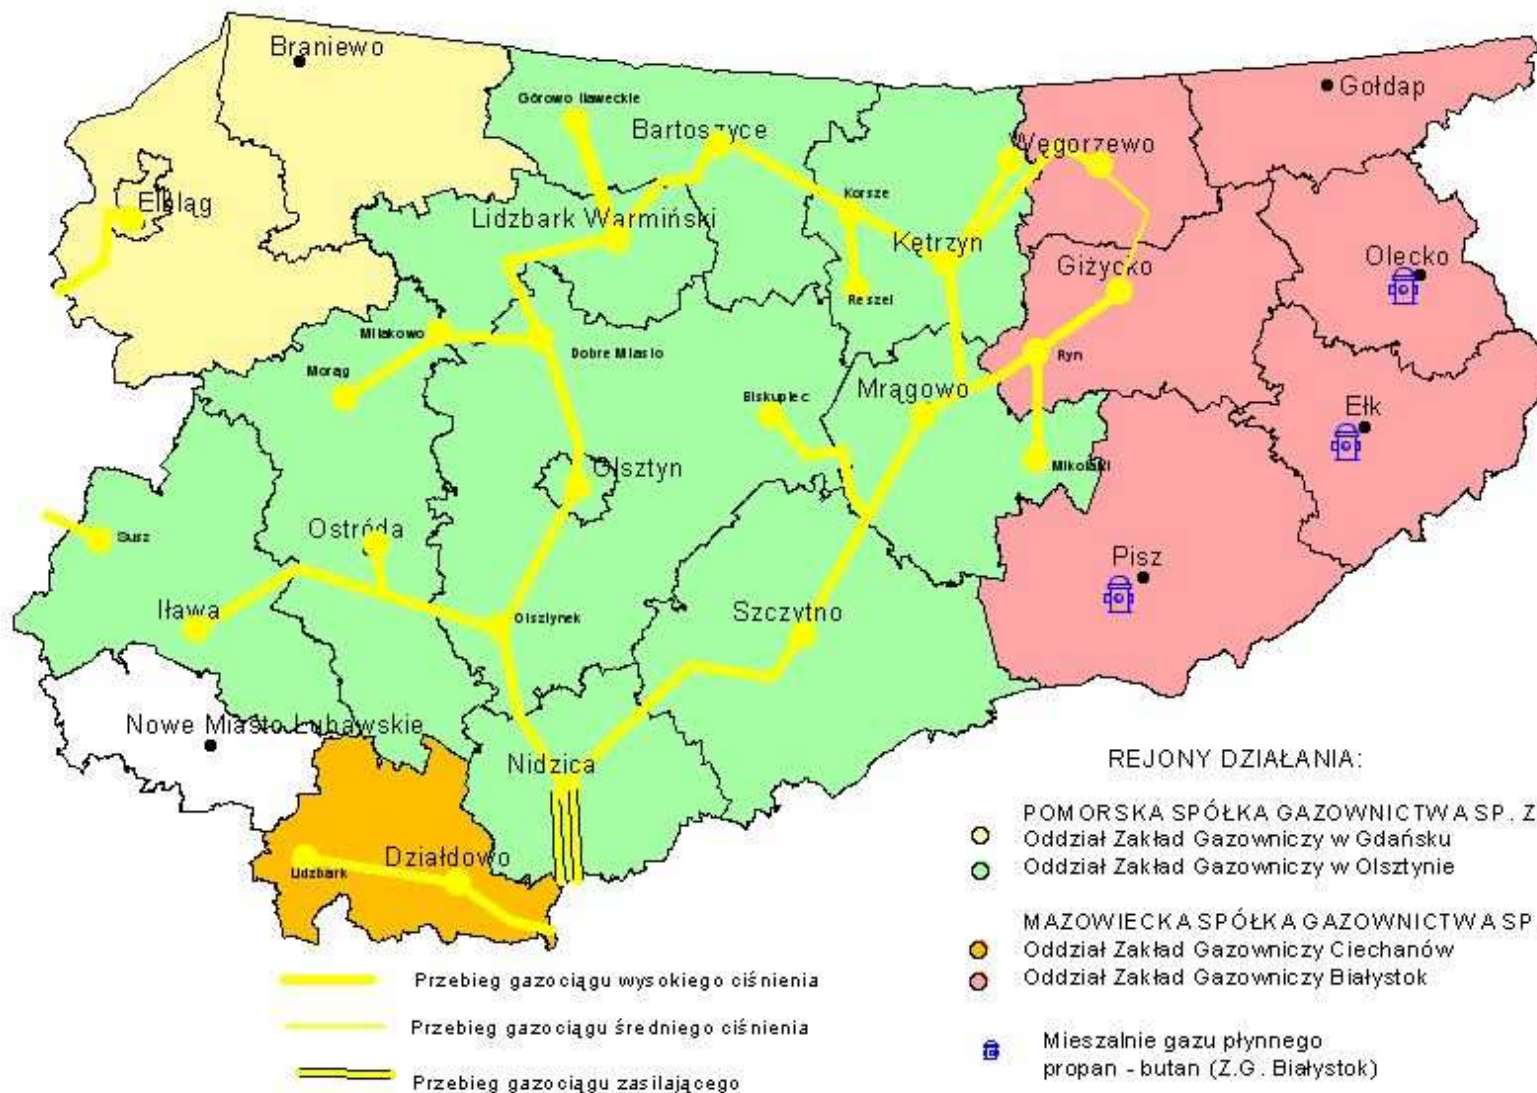 Braniewo
Gołdap
Górowo Iławeckie
Bartoszyce
Węgorzewo
Elbląg
Korsze
Lidzbark Warmiński
Kętrzyn
Giżycko
Olecko
Reszel
Miłakowo
Dobre Miasto
Ryn
Morąg
Biskupiec
Mrągowo
Ełk
Mikołajki
Olsztyn
Ostróda
Susz
Pisz
Iława
Olsztynek
Szczytno
Nowe Miasto Lubawskie
Nidzica
REJONY DZIAŁANIA:
POMORSKA SPÓŁKA GAZOWNICTWA SP. Z
Oddział Zakład Gazowniczy w Gdańsku
Oddział Zakład Gazowniczy w Olsztynie
Działdowo
Lidzbark
MAZOWIECKA SPÓŁKA GAZOWNICTWA SP
Oddział Zakład Gazowniczy Ciechanów
Oddział Zakład Gazowniczy Białystok
Przebieg gazociągu wysokiego ciśnienia
Przebieg gazociągu średniego ciśnienia
Przebieg gazociągu zasilającego
Mieszalnie gazu płynnego
propan - butan (Z.G. Białystok)